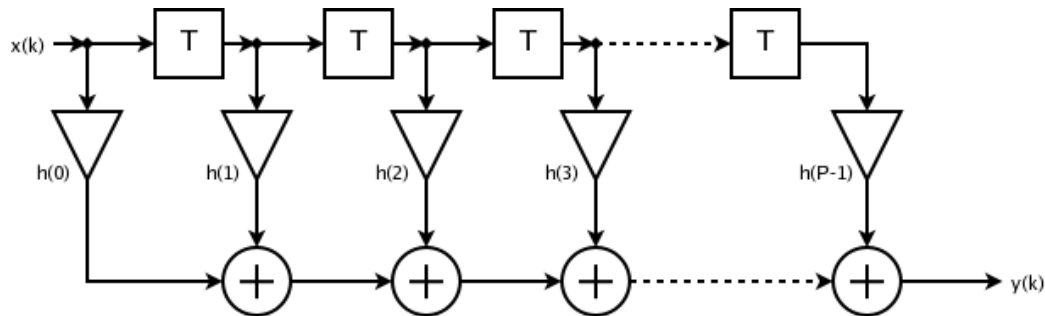 x(k) T T T T
h(0) h(1) h(2) h(3) h(P-1)
y(k)